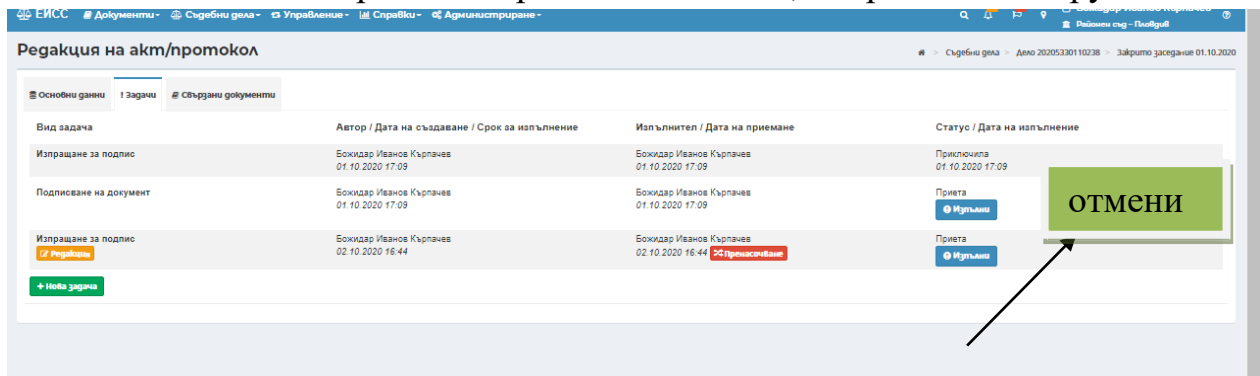 ЕИСС Документи Съдебни дела Управление Справки Администриране
Районен съд – Пловдив
Редакция на акт/протокол
Съдебни дела > Дело 20205330110238 > Закрито заседание 01.10.2020
Основни данни ! Задачи Свързани документи
Вид задача Автор / Дата на създаване / Срок за изпълнение Изпълнител / Дата на приемане Статус / Дата на изпълнение
Изпращане за подпис Божидар Иванов Кърпачев Божидар Иванов Кърпачев Приключила
01.10.2020 17:09 01.10.2020 17:09 01.10.2020 17:09
Подписване на документ Божидар Иванов Кърпачев Божидар Иванов Кърпачев Приета
01.10.2020 17:09 01.10.2020 17:09 Изпълни
отмени
Изпращане за подпис Божидар Иванов Кърпачев Божидар Иванов Кърпачев Приета
Редакция 02.10.2020 16:44 02.10.2020 16:44 Пренасочване Изпълни
+ Нова задача